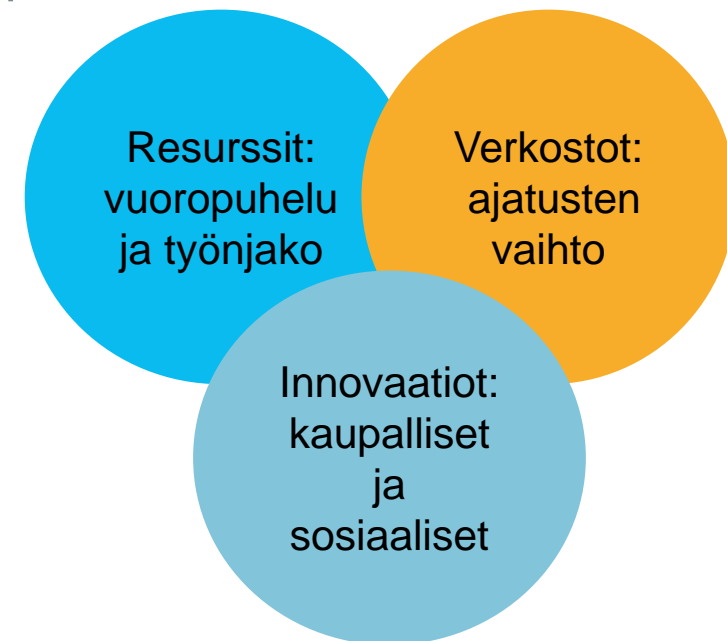 Resurssit:
vuoropuhelu
ja työnjako
Verkostot:
ajatusten
vaihto
Innovaatiot:
kaupalliset
ja
sosiaaliset